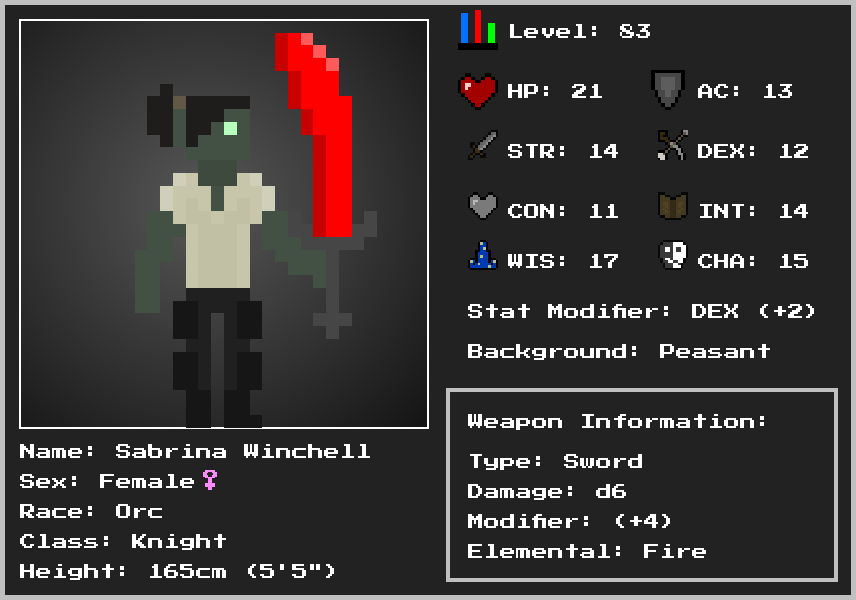 Level: 83
HP: 21 AC: 13
STR: 14 DEX: 12
CON: 11 INT: 14
WIS: 17 CHA: 15
Stat Modifier: DEX (+2)
Background: Peasant
Weapon Information:
Type: Sword
Damage: d6
Modifier: (+4)
Elemental: Fire
Name: Sabrina Winchell
Sex: Female♀
Race: Orc
Class: Knight
Height: 165cm (5'5")